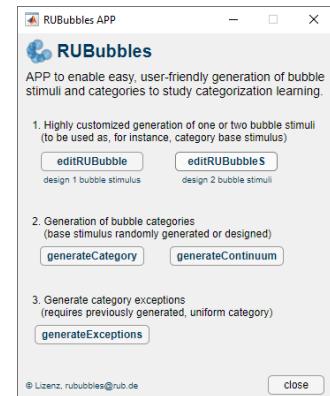 RUBubbles APP
RUBubbles
APP to enable easy, user-friendly generation of bubble
stimuli and categories to study categorization learning.
1. Highly customized generation of one or two bubble stimuli
(to be used as, for instance, category base stimulus)
editRUBubble editRUBubbleS
design 1 bubble stimulus design 2 bubble stimuli
2. Generation of bubble categories
(base stimulus randomly generated or designed)
generateCategory generateContinuum
3. Generate category exceptions
(requires previously generated, uniform category)
generateExceptions
© Lizenz, rububbles@rub.de close